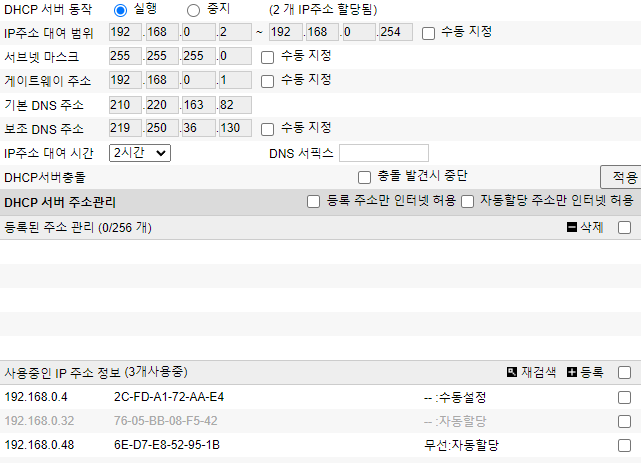 DHCP 서버 동작 실행 중지 (2 개 IP주소 할당됨)
IP주소 대여 범위 192 .168 .0 .2 ~ 192 .168 .0 .254 수동 지정
서브넷 마스크 255 .255 .255 .0 수동 지정
게이트웨이 주소 192 .168 .0 .1 수동 지정
기본 DNS 주소 210 .220 .163 .82
보조 DNS 주소 219 .250 .36 .130 수동 지정
IP주소 대여 시간 2시간 DNS 서픽스
DHCP서버충돌 충돌 발견시 중단 적용
DHCP 서버 주소관리 등록 주소만 인터넷 허용 자동할당 주소만 인터넷 허용
등록된 주소 관리 (0/256 개) 삭제
사용중인 IP 주소 정보 (3개사용중) 재검색 등록
192.168.0.4 2C-FD-A1-72-AA-E4 -- :수동설정
192.168.0.32 76-05-BB-08-F5-42 -- :자동할당
192.168.0.48 6E-D7-E8-52-95-1B 무선:자동할당